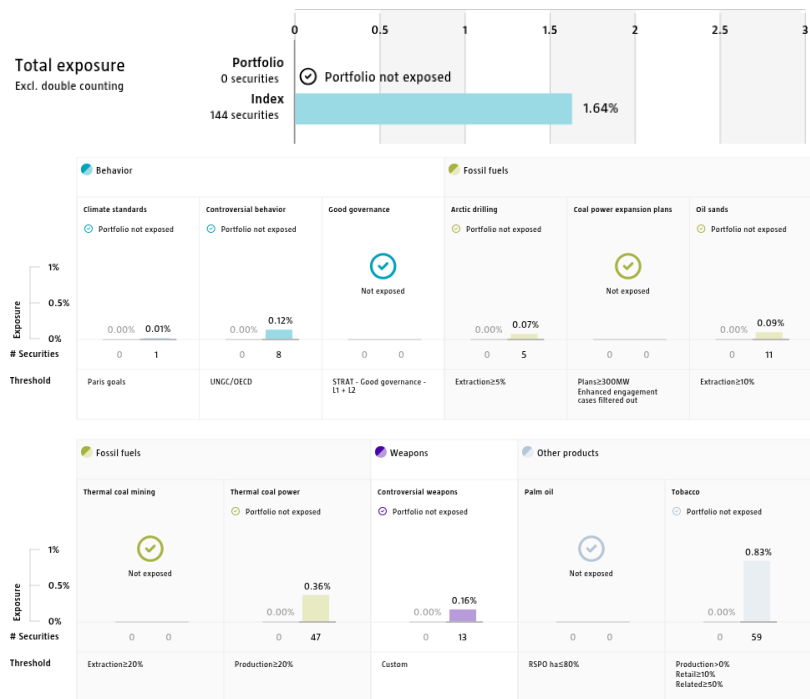 0 0.5 1 1.5 2 2.5 3
Total exposure
Excl. double counting
Portfolio
0 securities
Portfolio not exposed
Index
144 securities
1.64%
Behavior
Fossil fuels
Climate standards
Controversial behavior
Good governance
Arctic drilling
Coal power expansion plans
Oil sands
Portfolio not exposed
Portfolio not exposed
Portfolio not exposed
Portfolio not exposed
Not exposed
Not exposed
Exposure
1%
0.5%
0%
0.00% 0.01%
0.00% 0.12%
0.00% 0.07%
0.00% 0.09%
# Securities
0 1
0 8
0 0
0 5
0 0
0 11
Threshold
Paris goals
UNGC/OECD
STRAT - Good governance -
L1 + L2
Extraction≥5%
Plans≥300MW
Enhanced engagement
cases filtered out
Extraction≥10%
Fossil fuels
Weapons
Other products
Thermal coal mining
Thermal coal power
Controversial weapons
Palm oil
Tobacco
Portfolio not exposed
Portfolio not exposed
Portfolio not exposed
Not exposed
Not exposed
Exposure
1%
0.5%
0%
0.00% 0.36%
0.00% 0.16%
0.00% 0.83%
# Securities
0 0
0 47
0 13
0 0
0 59
Threshold
Extraction≥20%
Production≥20%
Custom
RSPO ha≤80%
Production>0%
Retail≥10%
Related≥50%